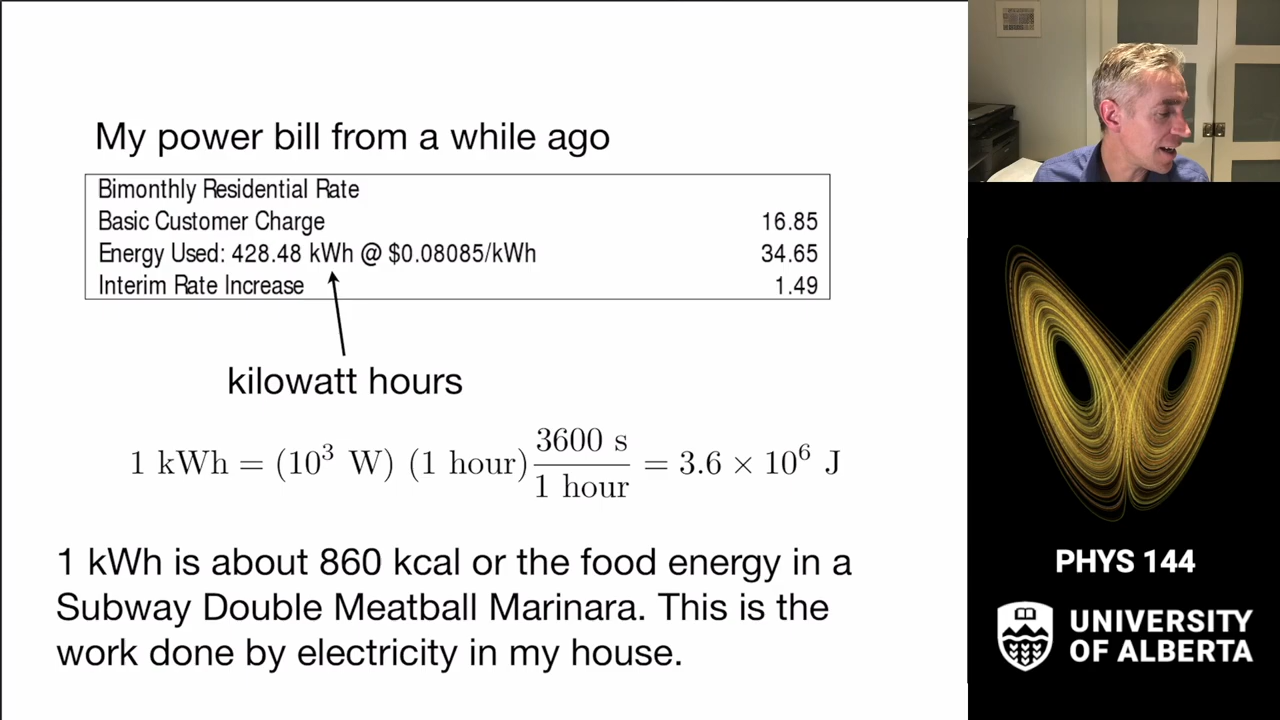 My power bill from a while ago
Bimonthly Residential Rate
Basic Customer Charge 16.85
Energy Used: 428.48 kWh @ $0.08085/kWh 34.65
Interim Rate Increase 1.49
kilowatt hours
1 kWh = (10³ W) (1 hour) 3600 s / 1 hour = 3.6 × 10⁶ J
1 kWh is about 860 kcal or the food energy in a
Subway Double Meatball Marinara. This is the
work done by electricity in my house.
PHYS 144
UNIVERSITY
OF ALBERTA